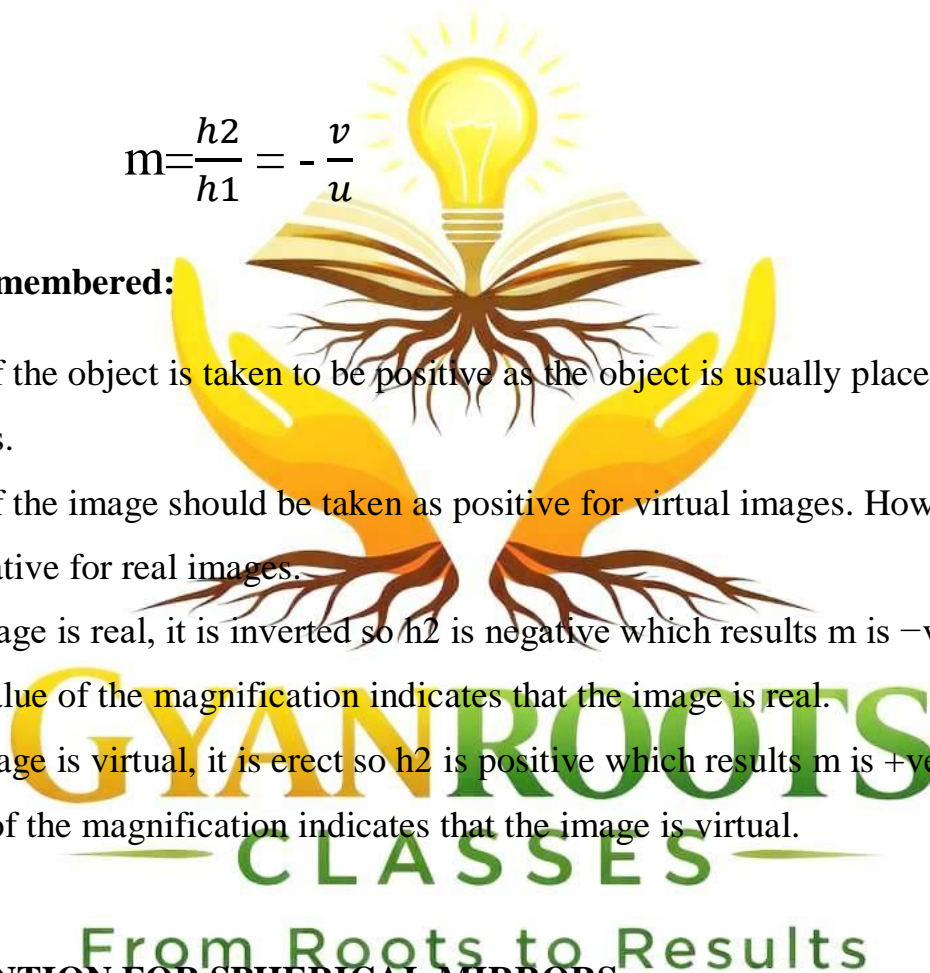 m=h2/h1 = - v/u
membered:
f the object is taken to be positive as the object is usually place
s.
f the image should be taken as positive for virtual images. How
ative for real images.
age is real, it is inverted so h2 is negative which results m is −v
alue of the magnification indicates that the image is real.
GYANROOTS
age is virtual, it is erect so h2 is positive which results m is +ve
of the magnification indicates that the image is virtual.
CLASSES
From Roots to Results
NTION FOR SPHERICAL MIRRORS